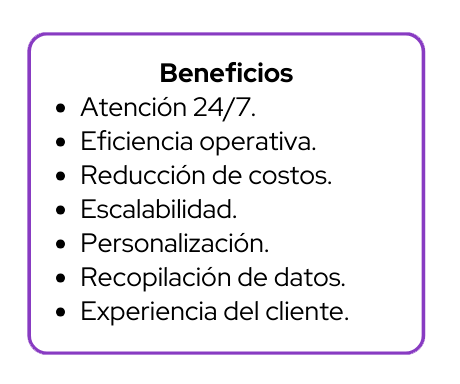 Beneficios
• Atención 24/7.
• Eficiencia operativa.
• Reducción de costos.
• Escalabilidad.
• Personalización.
• Recopilación de datos.
• Experiencia del cliente.